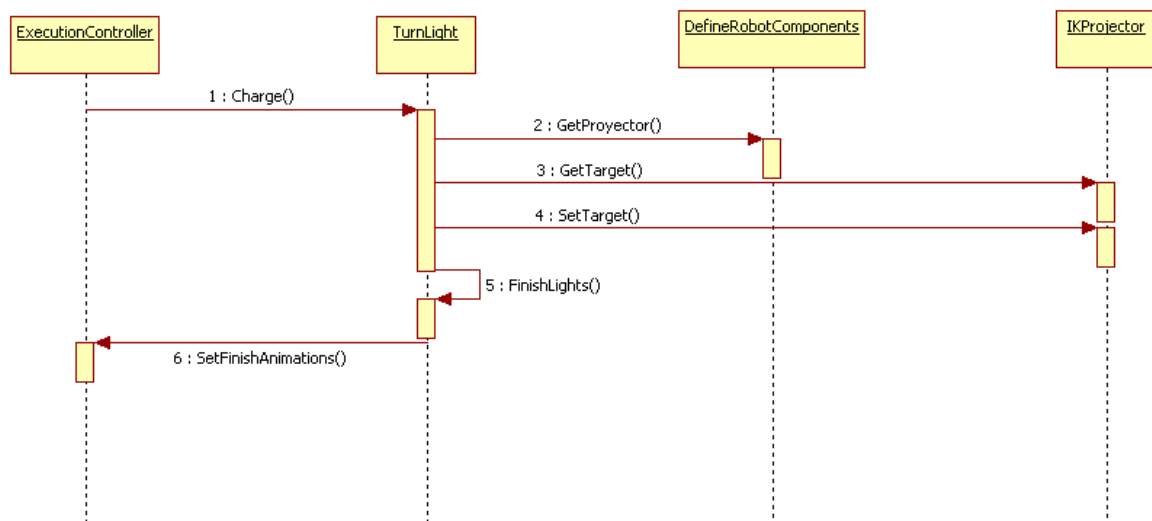 ExecutionController
TurnLight
DefineRobotComponents
IKProjector
1 : Charge()
2 : GetProyector()
3 : GetTarget()
4 : SetTarget()
5 : FinishLights()
6 : SetFinishAnimations()